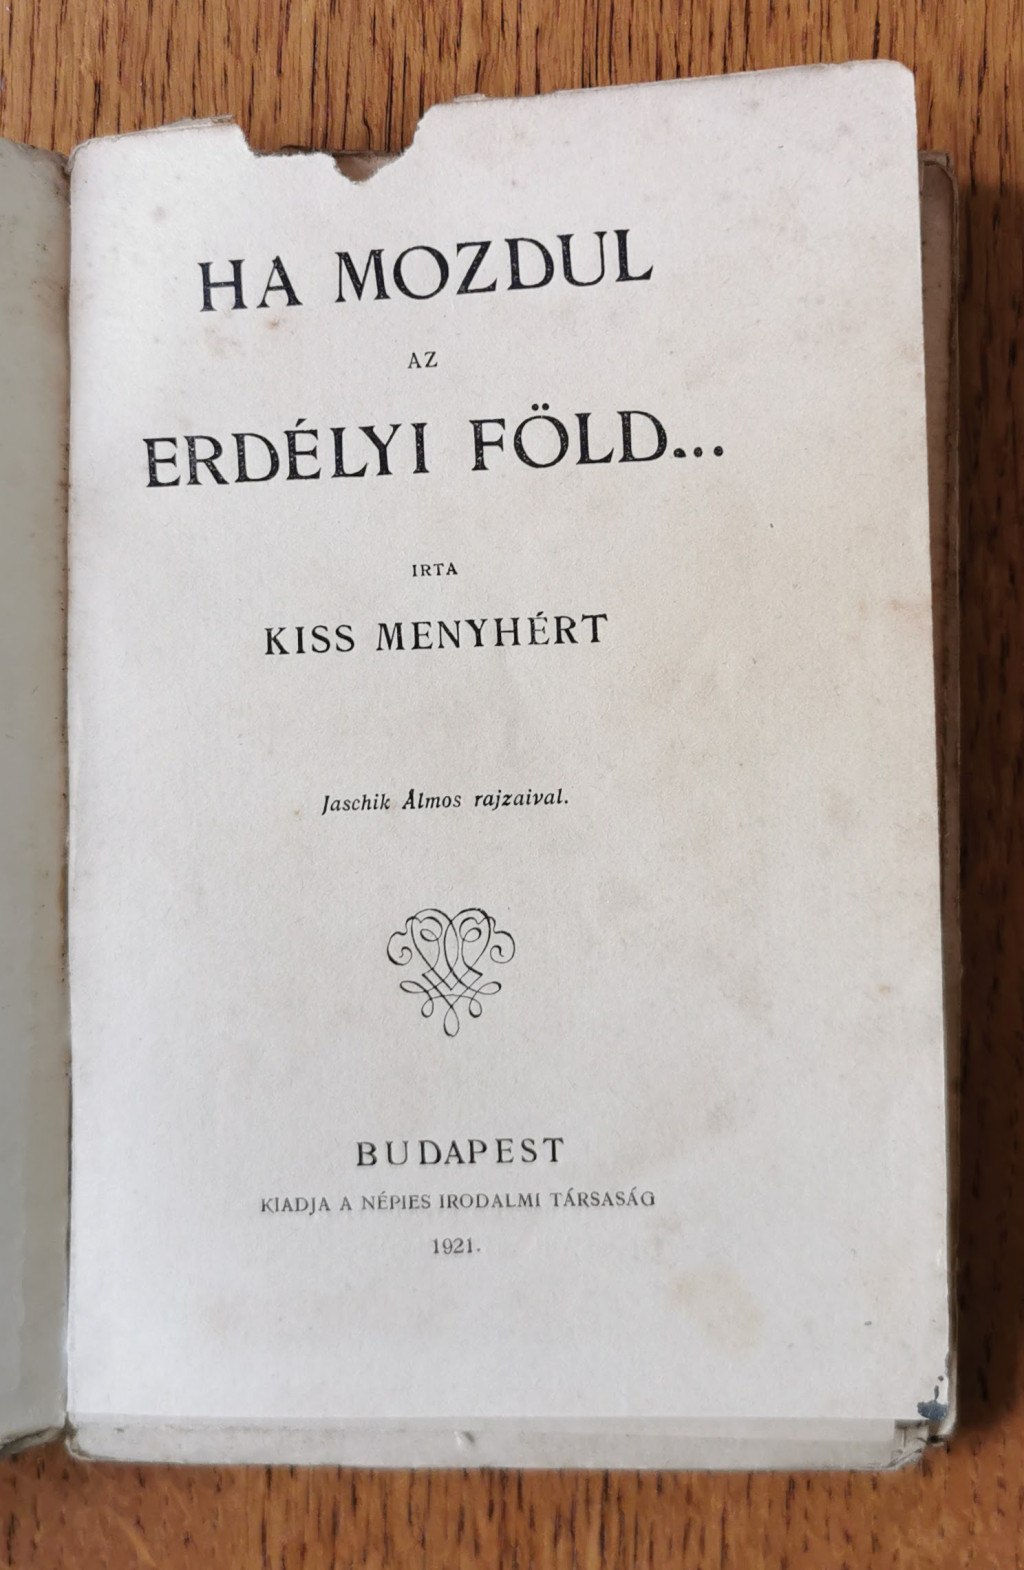 HA MOZDUL
AZ
ERDÉLYI FÖLD...
IRTA
KISS MENYHÉRT
Jaschik Álmos rajzaival.
BUDAPEST
KIADJA A NÉPIES IRODALMI TÁRSASÁG
1921.